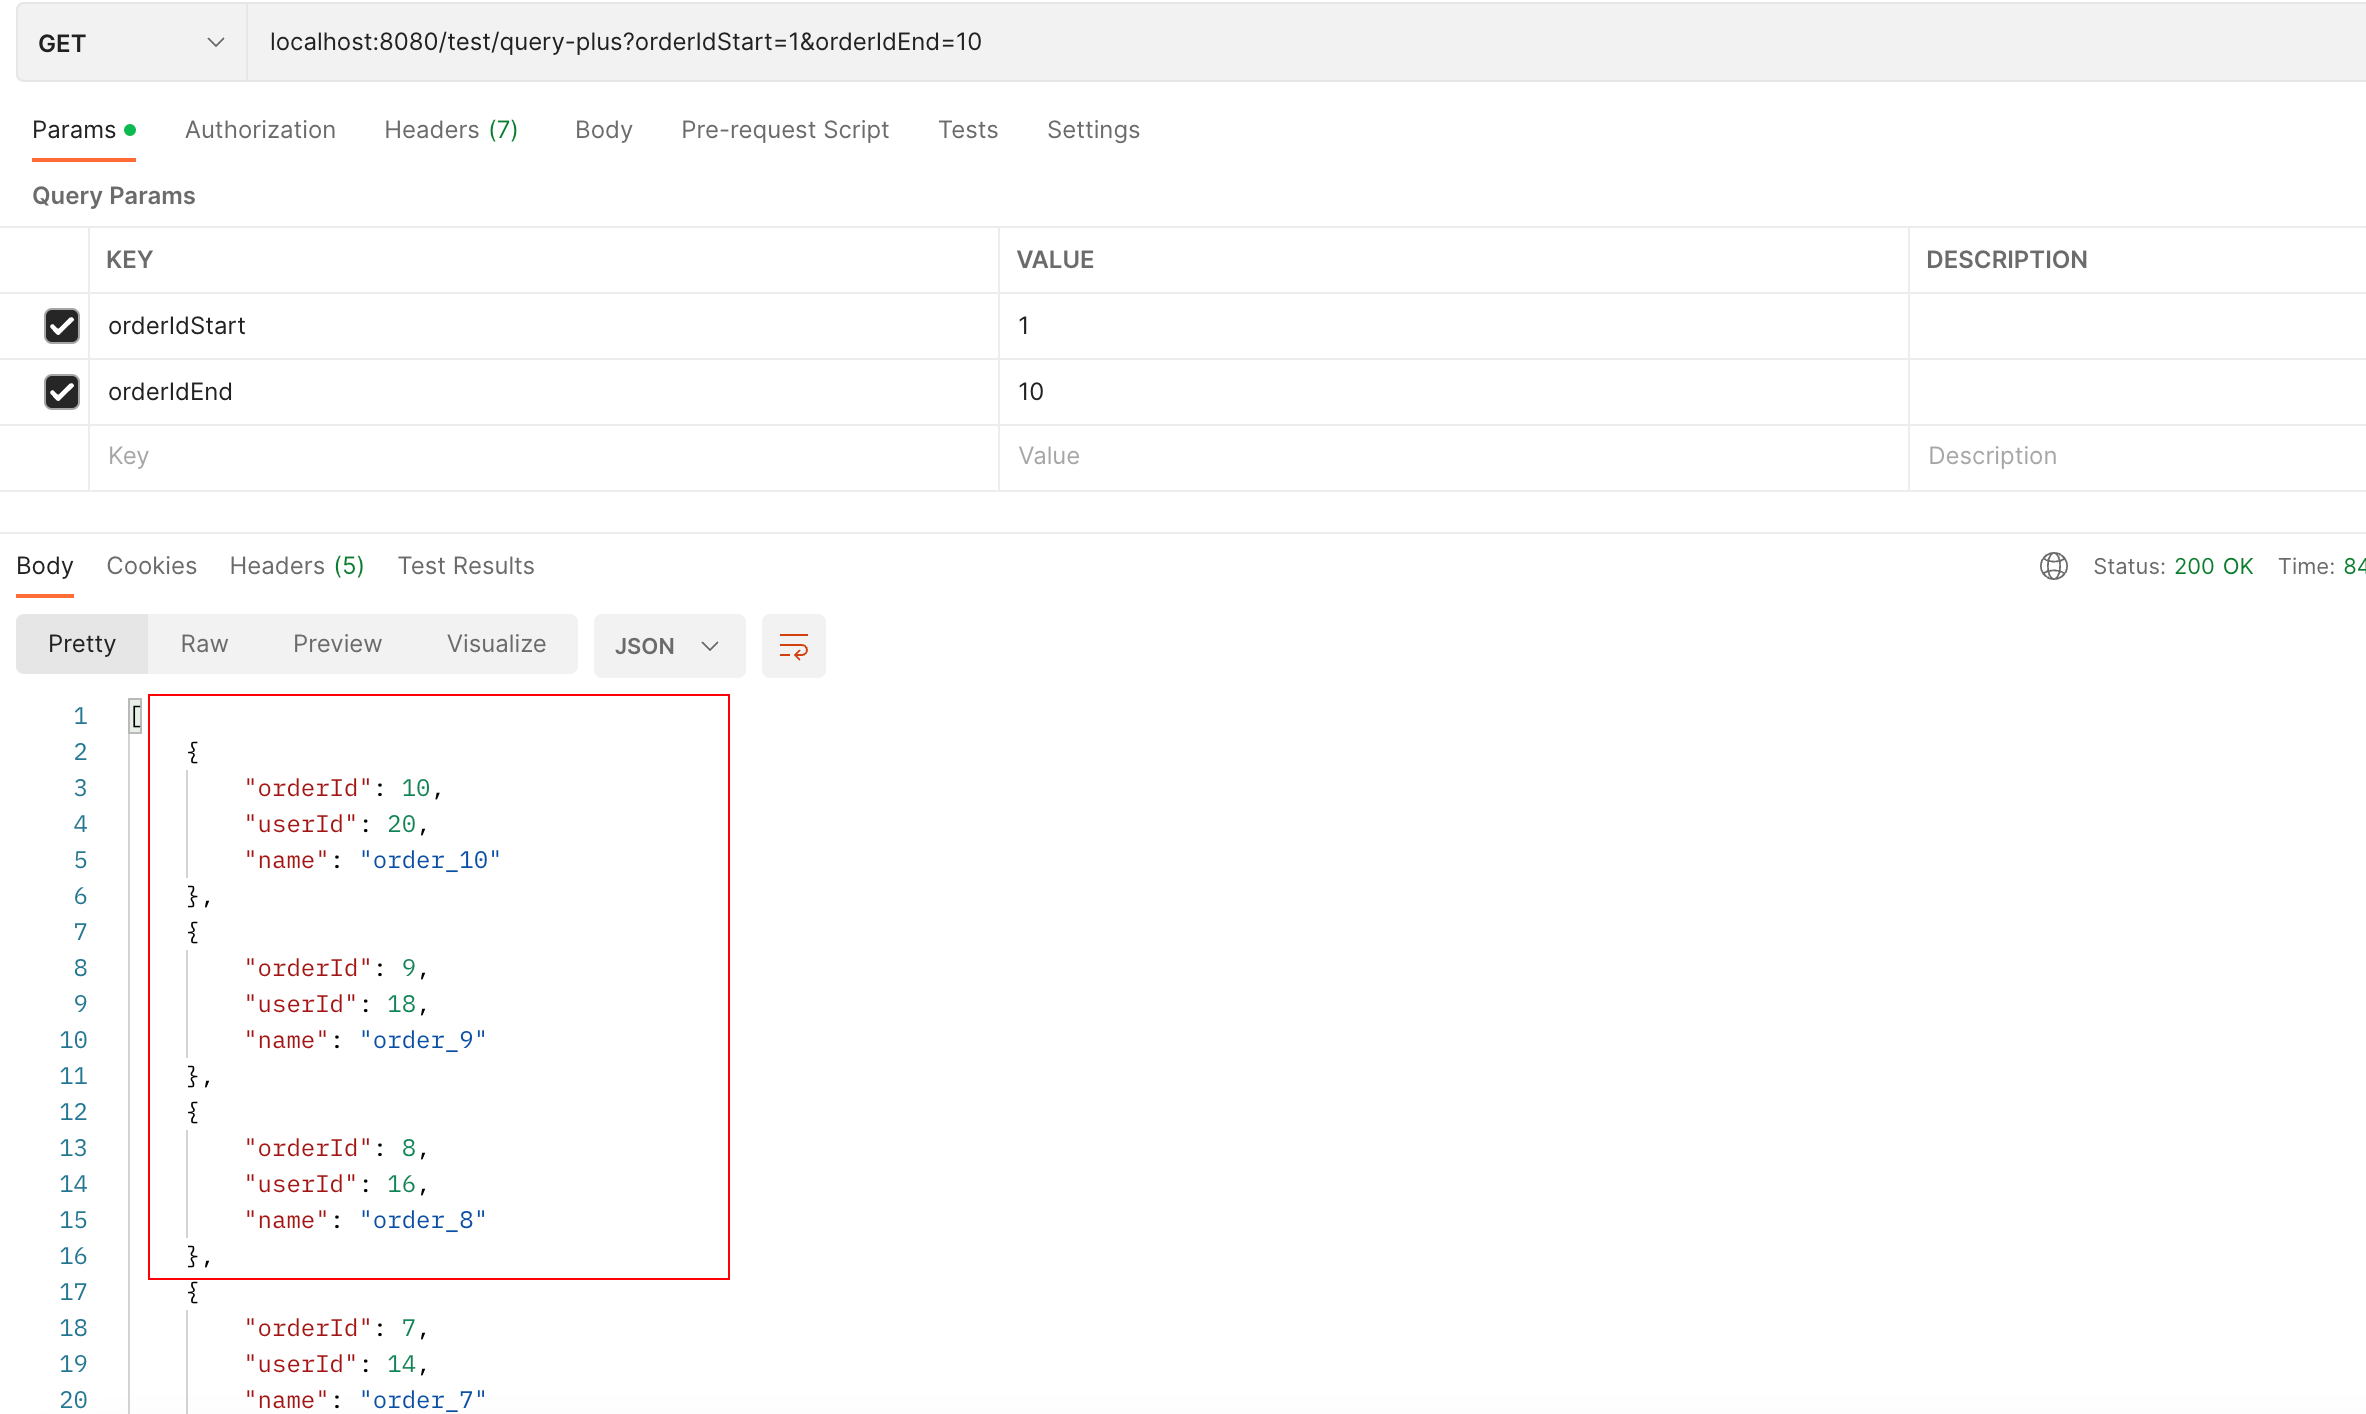 GET localhost:8080/test/query-plus?orderIdStart=1&orderIdEnd=10
Params Authorization Headers (7) Body Pre-request Script Tests Settings
Query Params
KEY VALUE DESCRIPTION
orderIdStart 1
orderIdEnd 10
Key Value Description
Body Cookies Headers (5) Test Results Status: 200 OK Time: 84
Pretty Raw Preview Visualize JSON
1 [
2 {
3 "orderId": 10,
4 "userId": 20,
5 "name": "order_10"
6 },
7 {
8 "orderId": 9,
9 "userId": 18,
10 "name": "order_9"
11 },
12 {
13 "orderId": 8,
14 "userId": 16,
15 "name": "order_8"
16 },
17 {
18 "orderId": 7,
19 "userId": 14,
20 "name": "order_7"